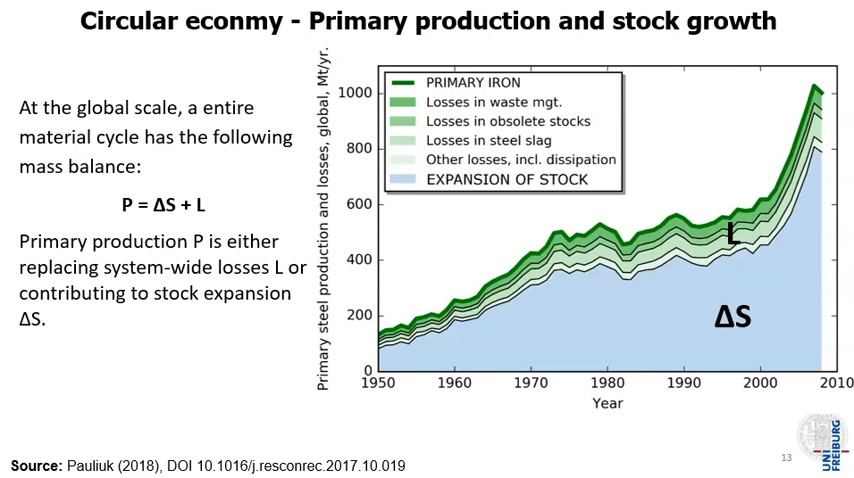 Circular econmy - Primary production and stock growth
At the global scale, a entire
material cycle has the following
mass balance:
P = ΔS + L
Primary production P is either
replacing system-wide losses L or
contributing to stock expansion
ΔS.
Primary steel production and losses, global, Mt/yr.
1000
800
600
400
200
0
PRIMARY IRON
Losses in waste mgt.
Losses in obsolete stocks
Losses in steel slag
Other losses, incl. dissipation
EXPANSION OF STOCK
L
ΔS
1950
1960
1970
1980
1990
2000
2010
Year
Source: Pauliuk (2018), DOI 10.1016/j.resconrec.2017.10.019
13
UNI
FREIBURG